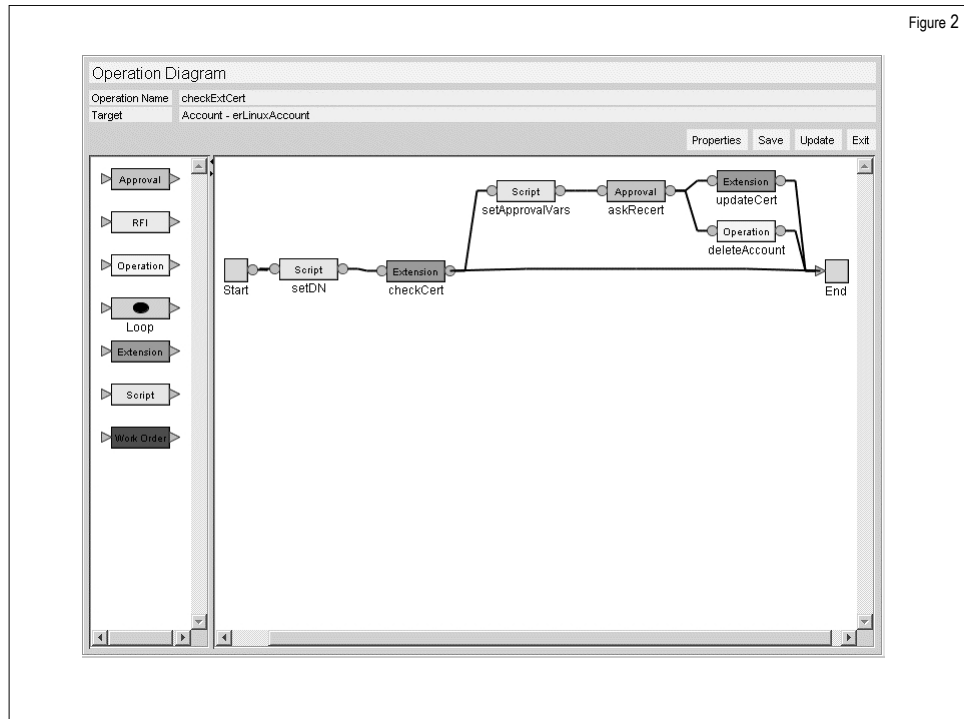 Figure 2
Operation Diagram
Operation Name checkExtCert
Target Account - erLinuxAccount
Properties Save Update Exit
Approval
RFI
Operation
Loop
Extension
Script
Work Order
Start
Script
setDN
Extension
checkCert
Script
setApprovalVars
Approval
askRecert
Extension
updateCert
Operation
deleteAccount
End